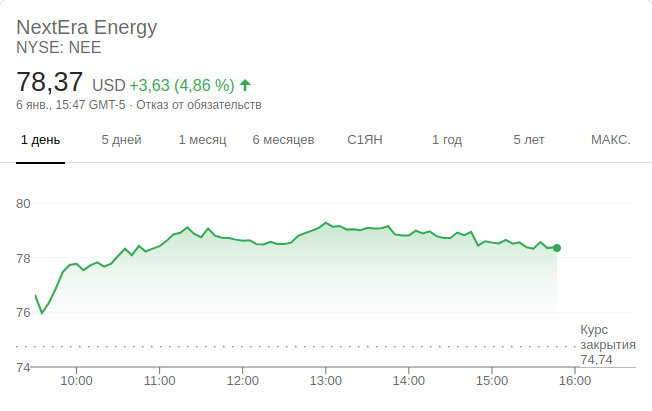 NextEra Energy
NYSE: NEE
78,37 USD +3,63 (4,86 %)
6 янв., 15:47 GMT-5 · Отказ от обязательств
1 день 5 дней 1 месяц 6 месяцев С1ЯН 1 год 5 лет МАКС.
80
78
76
Курс
закрытия
74,74
74
10:00 11:00 12:00 13:00 14:00 15:00 16:00